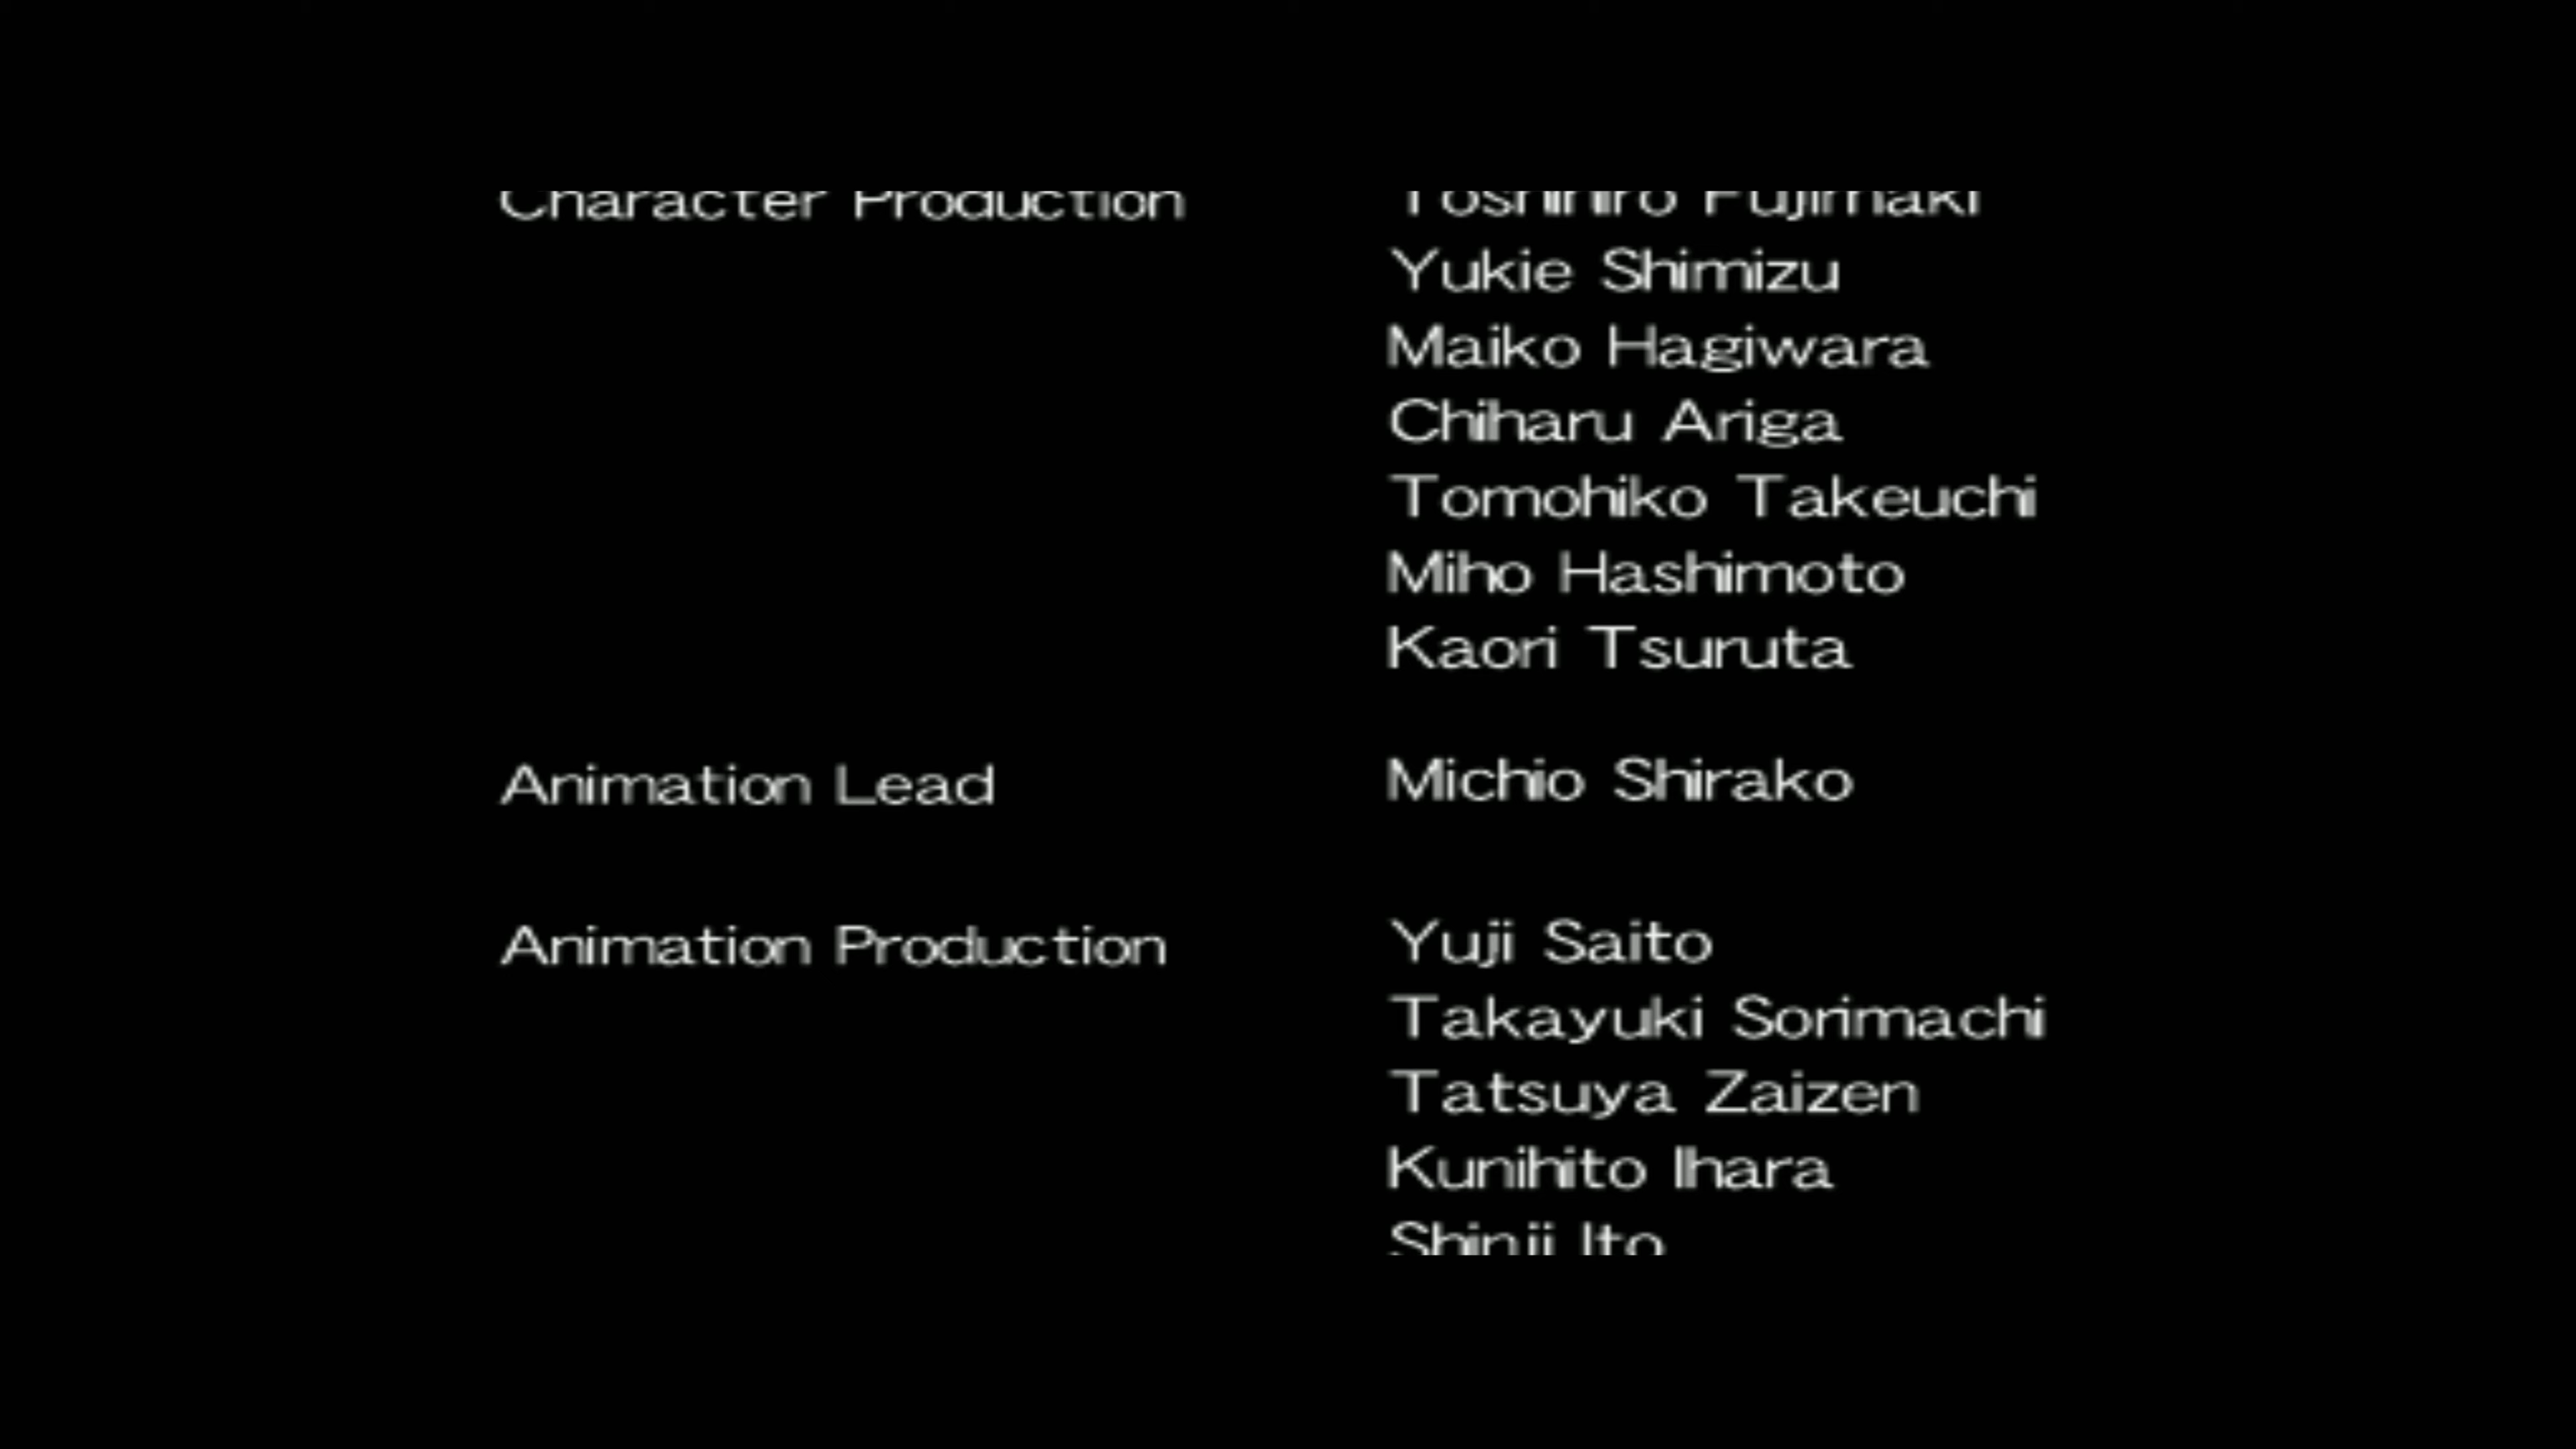 Character Production Toshihiro Fujimaki
Yukie Shimizu
Maiko Hagiwara
Chiharu Ariga
Tomohiko Takeuchi
Miho Hashimoto
Kaori Tsuruta
Animation Lead Michio Shirako
Animation Production Yuji Saito
Takayuki Sorimachi
Tatsuya Zaizen
Kunihito Ihara
Shinji Ito